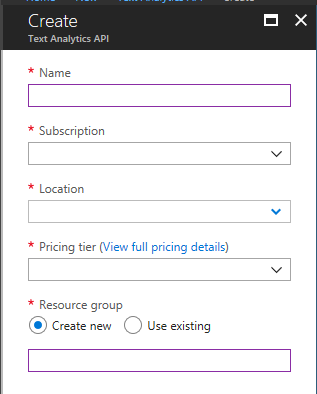 Create
Text Analytics API
* Name
* Subscription
* Location
* Pricing tier (View full pricing details)
* Resource group
Create new Use existing